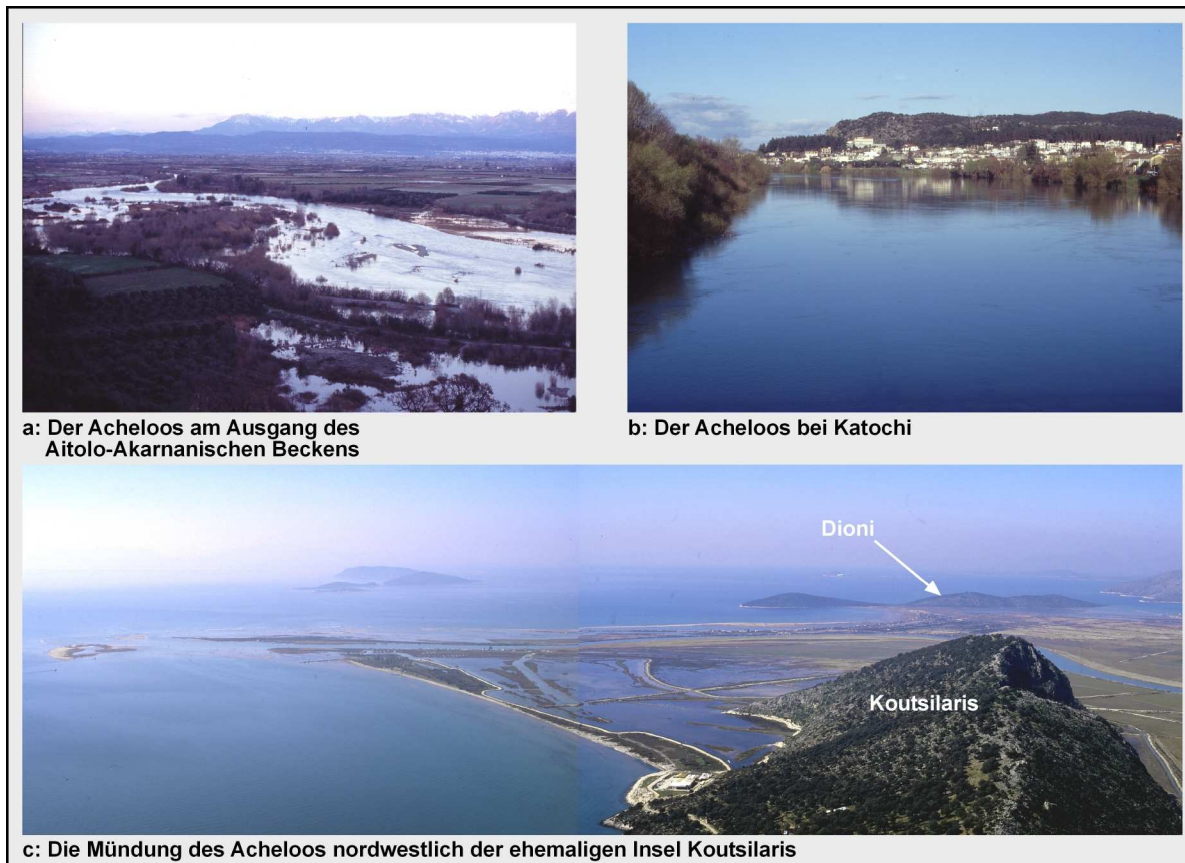 a: Der Acheloos am Ausgang des
Aitolo-Akarnanischen Beckens
b: Der Acheloos bei Katochi
Dioni
Koutsilaris
c: Die Mündung des Acheloos nordwestlich der ehemaligen Insel Koutsilaris